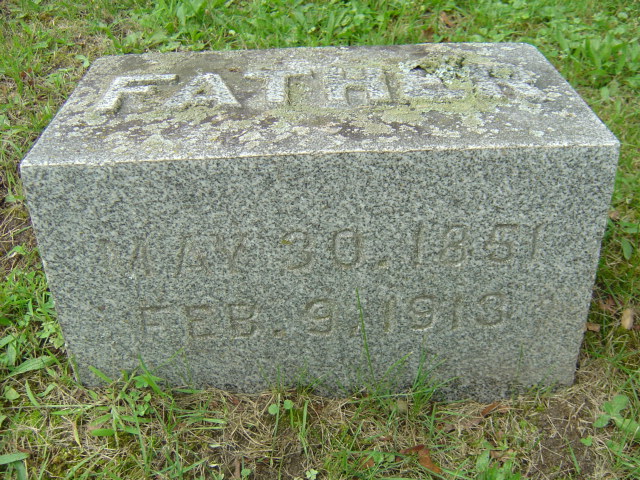 FATHER
MAY 30. 1851
FEB. 9. 1913